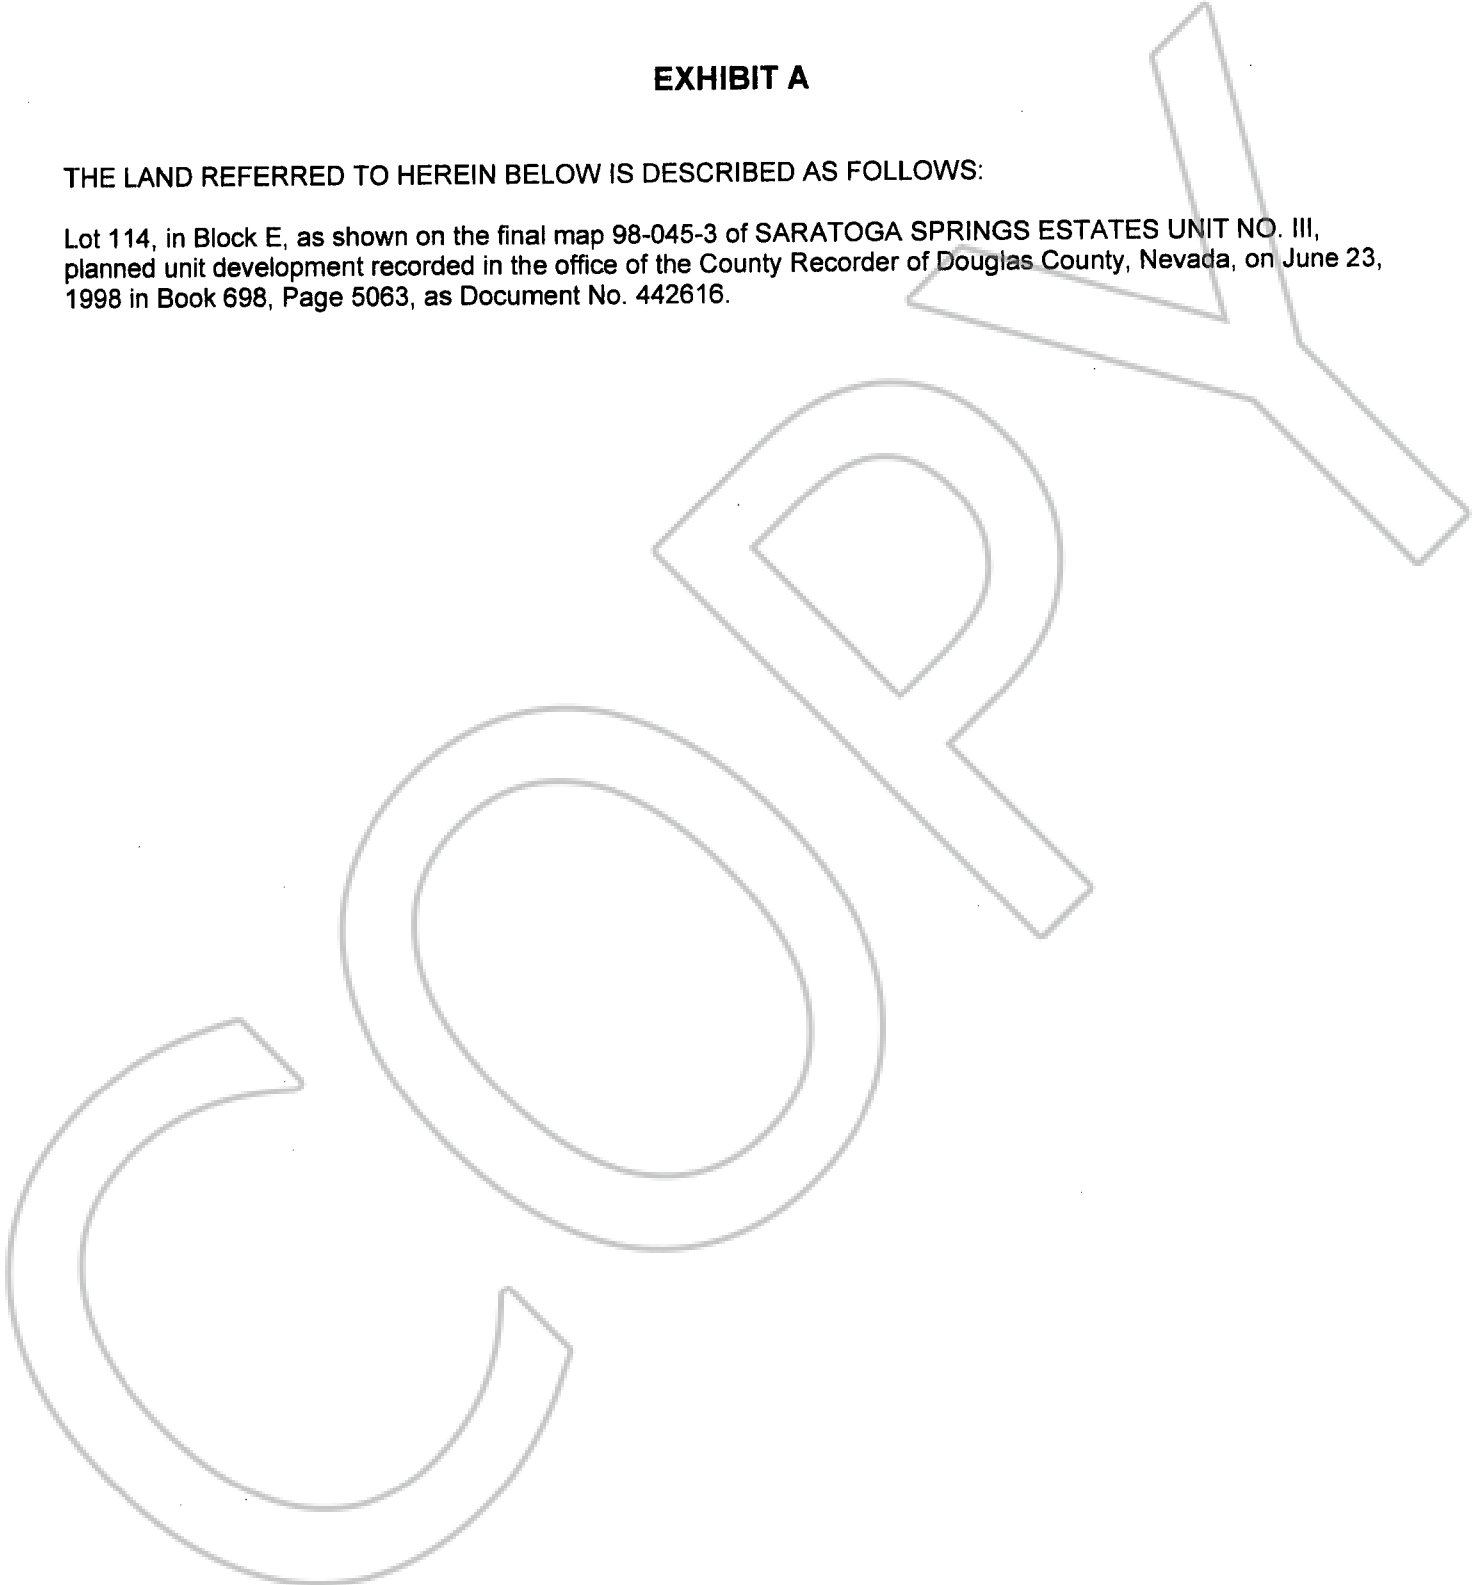 EXHIBIT A
THE LAND REFERRED TO HEREIN BELOW IS DESCRIBED AS FOLLOWS:
Lot 114, in Block E, as shown on the final map 98-045-3 of SARATOGA SPRINGS ESTATES UNIT NO. III,
planned unit development recorded in the office of the County Recorder of Douglas County, Nevada, on June 23,
1998 in Book 698, Page 5063, as Document No. 442616.
COPY